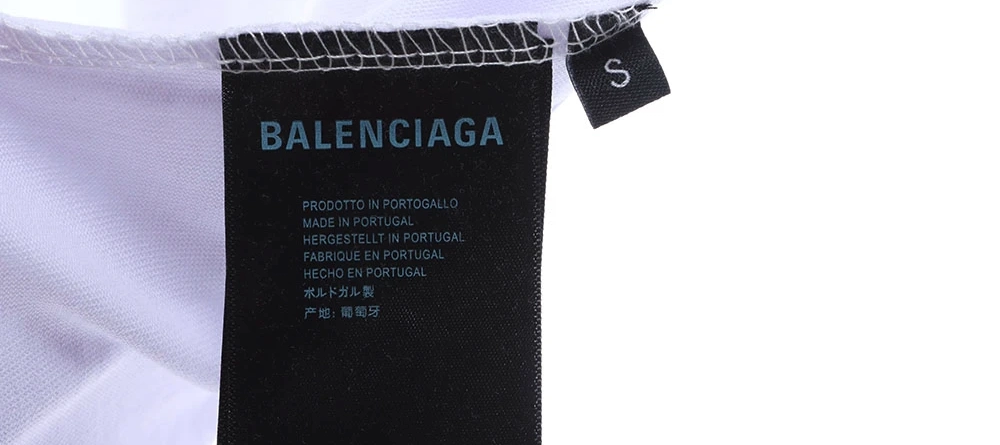 BALENCIAGA
S
PRODOTTO IN PORTOGALLO
MADE IN PORTUGAL
HERGESTELLT IN PORTUGAL
FABRIQUE EN PORTUGAL
HECHO EN PORTUGAL
ポルトガル製
产地: 葡萄牙